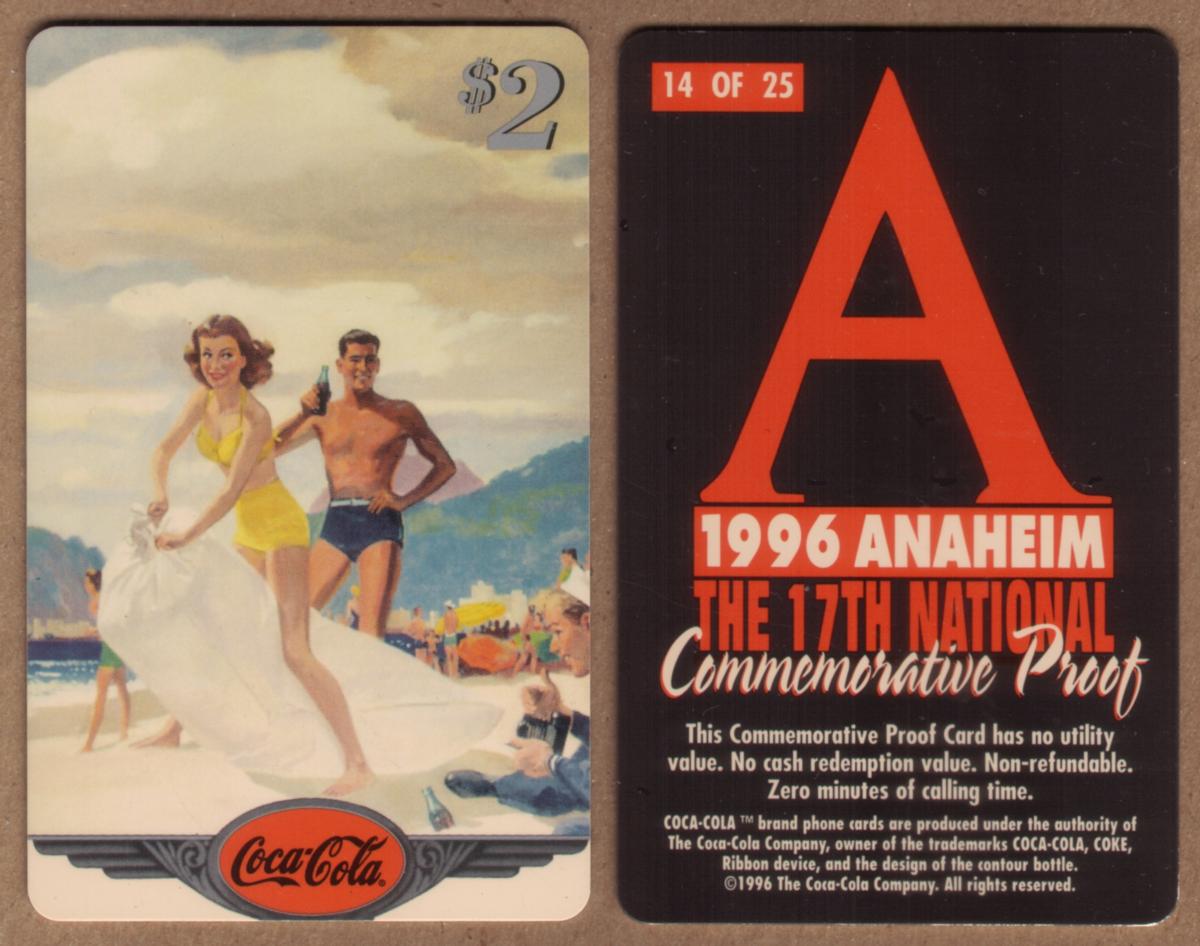 $2
Coca-Cola®
14 OF 25
A
1996 ANAHEIM
THE 17TH NATIONAL
Commemorative Proof
This Commemorative Proof Card has no utility
value. No cash redemption value. Non-refundable.
Zero minutes of calling time.
COCA-COLA ™ brand phone cards are produced under the authority of
The Coca-Cola Company, owner of the trademarks COCA-COLA, COKE,
Ribbon device, and the design of the contour bottle.
©1996 The Coca-Cola Company. All rights reserved.